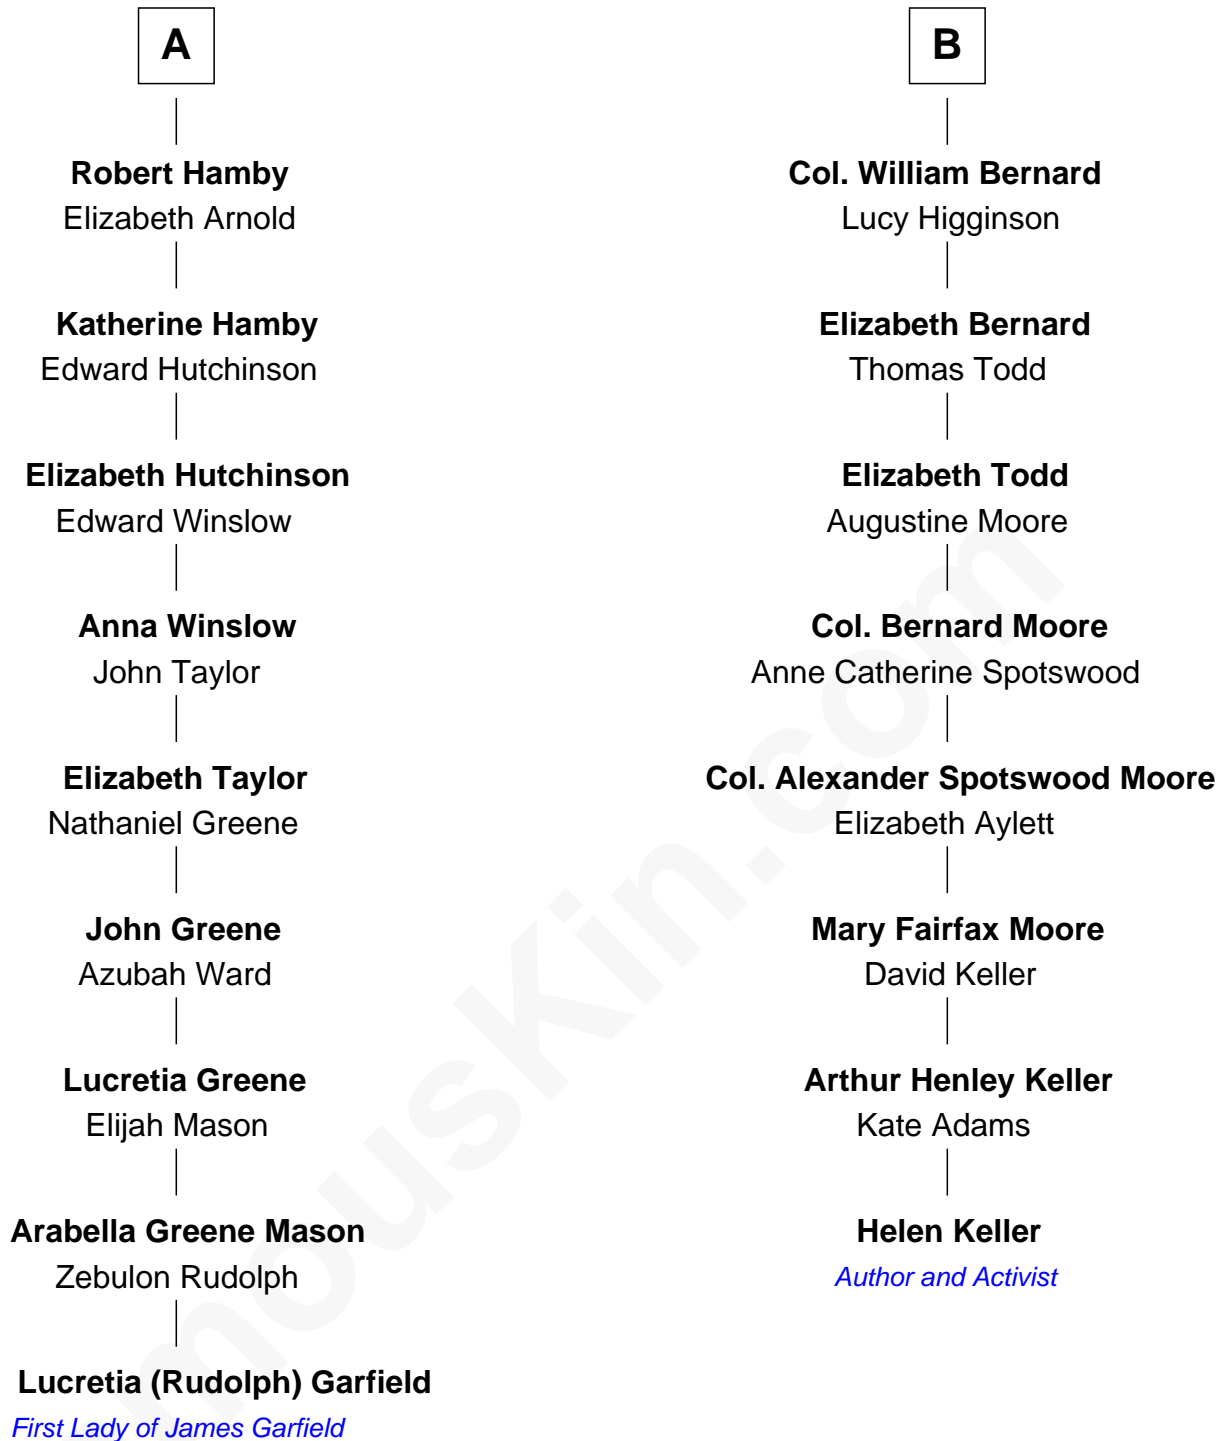 A
Robert Hamby
Elizabeth Arnold
Katherine Hamby
Edward Hutchinson
Elizabeth Hutchinson
Edward Winslow
Anna Winslow
John Taylor
Elizabeth Taylor
Nathaniel Greene
John Greene
Azubah Ward
Lucretia Greene
Elijah Mason
Arabella Greene Mason
Zebulon Rudolph
Lucretia (Rudolph) Garfield
First Lady of James Garfield
B
Col. William Bernard
Lucy Higginson
Elizabeth Bernard
Thomas Todd
Elizabeth Todd
Augustine Moore
Col. Bernard Moore
Anne Catherine Spotswood
Col. Alexander Spotswood Moore
Elizabeth Aylett
Mary Fairfax Moore
David Keller
Arthur Henley Keller
Kate Adams
Helen Keller
Author and Activist
mousKin.com